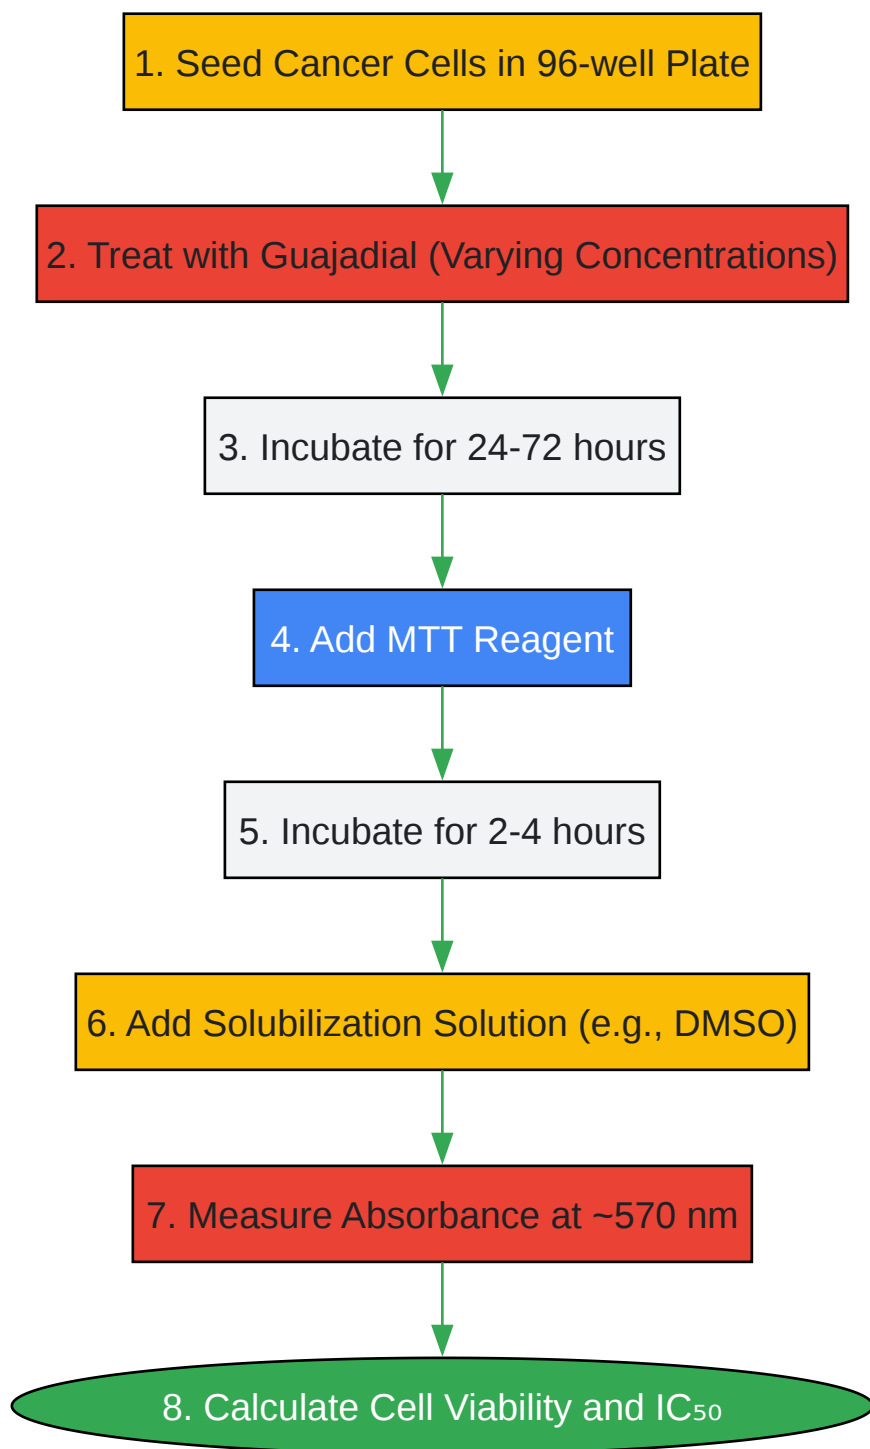 1. Seed Cancer Cells in 96-well Plate
2. Treat with Guajadial (Varying Concentrations)
3. Incubate for 24-72 hours
4. Add MTT Reagent
5. Incubate for 2-4 hours
6. Add Solubilization Solution (e.g., DMSO)
7. Measure Absorbance at ~570 nm
8. Calculate Cell Viability and IC₅₀